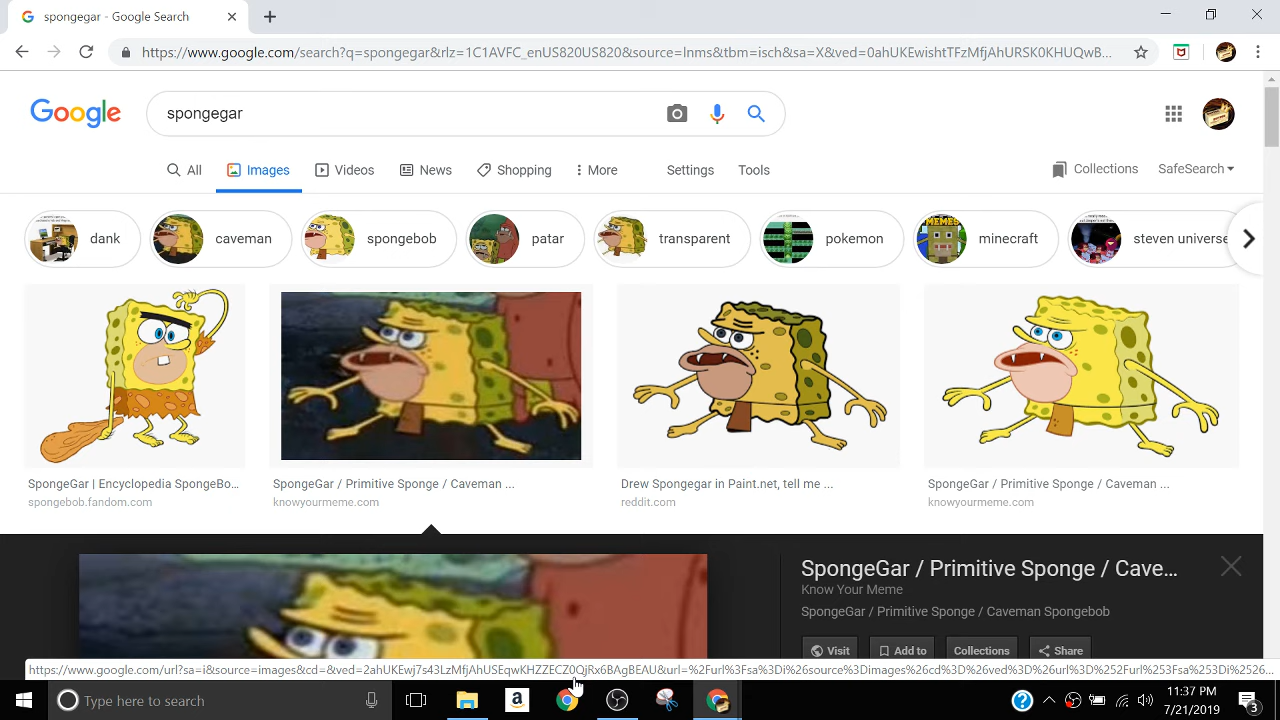 spongegar - Google Search
https://www.google.com/search?q=spongegar&rlz=1C1AVFC_enUS820US820&source=lnms&tbm=isch&sa=X&ved=0ahUKEwishtTFzMfjAhURSK0KHUQwB...
Google
spongegar
All
Images
Videos
News
Shopping
More
Settings
Tools
Collections
SafeSearch
dank
caveman
spongebob
patar
transparent
pokemon
MEMES
minecraft
steven universe
SpongeGar | Encyclopedia SpongeBo...
spongebob.fandom.com
SpongeGar / Primitive Sponge / Caveman ...
knowyourmeme.com
Drew Spongegar in Paint.net, tell me ...
reddit.com
SpongeGar / Primitive Sponge / Caveman ...
knowyourmeme.com
SpongeGar / Primitive Sponge / Cave...
Know Your Meme
SpongeGar / Primitive Sponge / Caveman Spongebob
Visit
Add to
Collections
Share
https://www.google.com/url?sa=i&source=images&cd=&ved=2ahUKEwj7s43LzMfjAhUSEqwKHZZECZ0QjRx6BAgBEAU&url=%2Furl%3Fsa%3Di%26source%3Dimages%26cd%3D%26ved%3D%26url%3D%252Furl%253Fsa%253Di%2526...
Type here to search
11:37 PM
7/21/2019
3